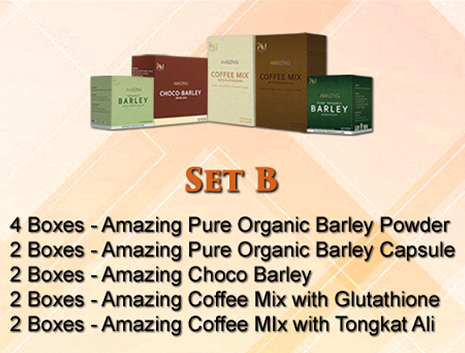 AMAZING
BARLEY
AMAZING
CHOCO-BARLEY
AMAZING
COFFEE MIX
COFFEE MIX
AMAZING
PURE ORGANIC
BARLEY
SET B
4 Boxes - Amazing Pure Organic Barley Powder
2 Boxes - Amazing Pure Organic Barley Capsule
2 Boxes - Amazing Choco Barley
2 Boxes - Amazing Coffee Mix with Glutathione
2 Boxes - Amazing Coffee MIx with Tongkat Ali